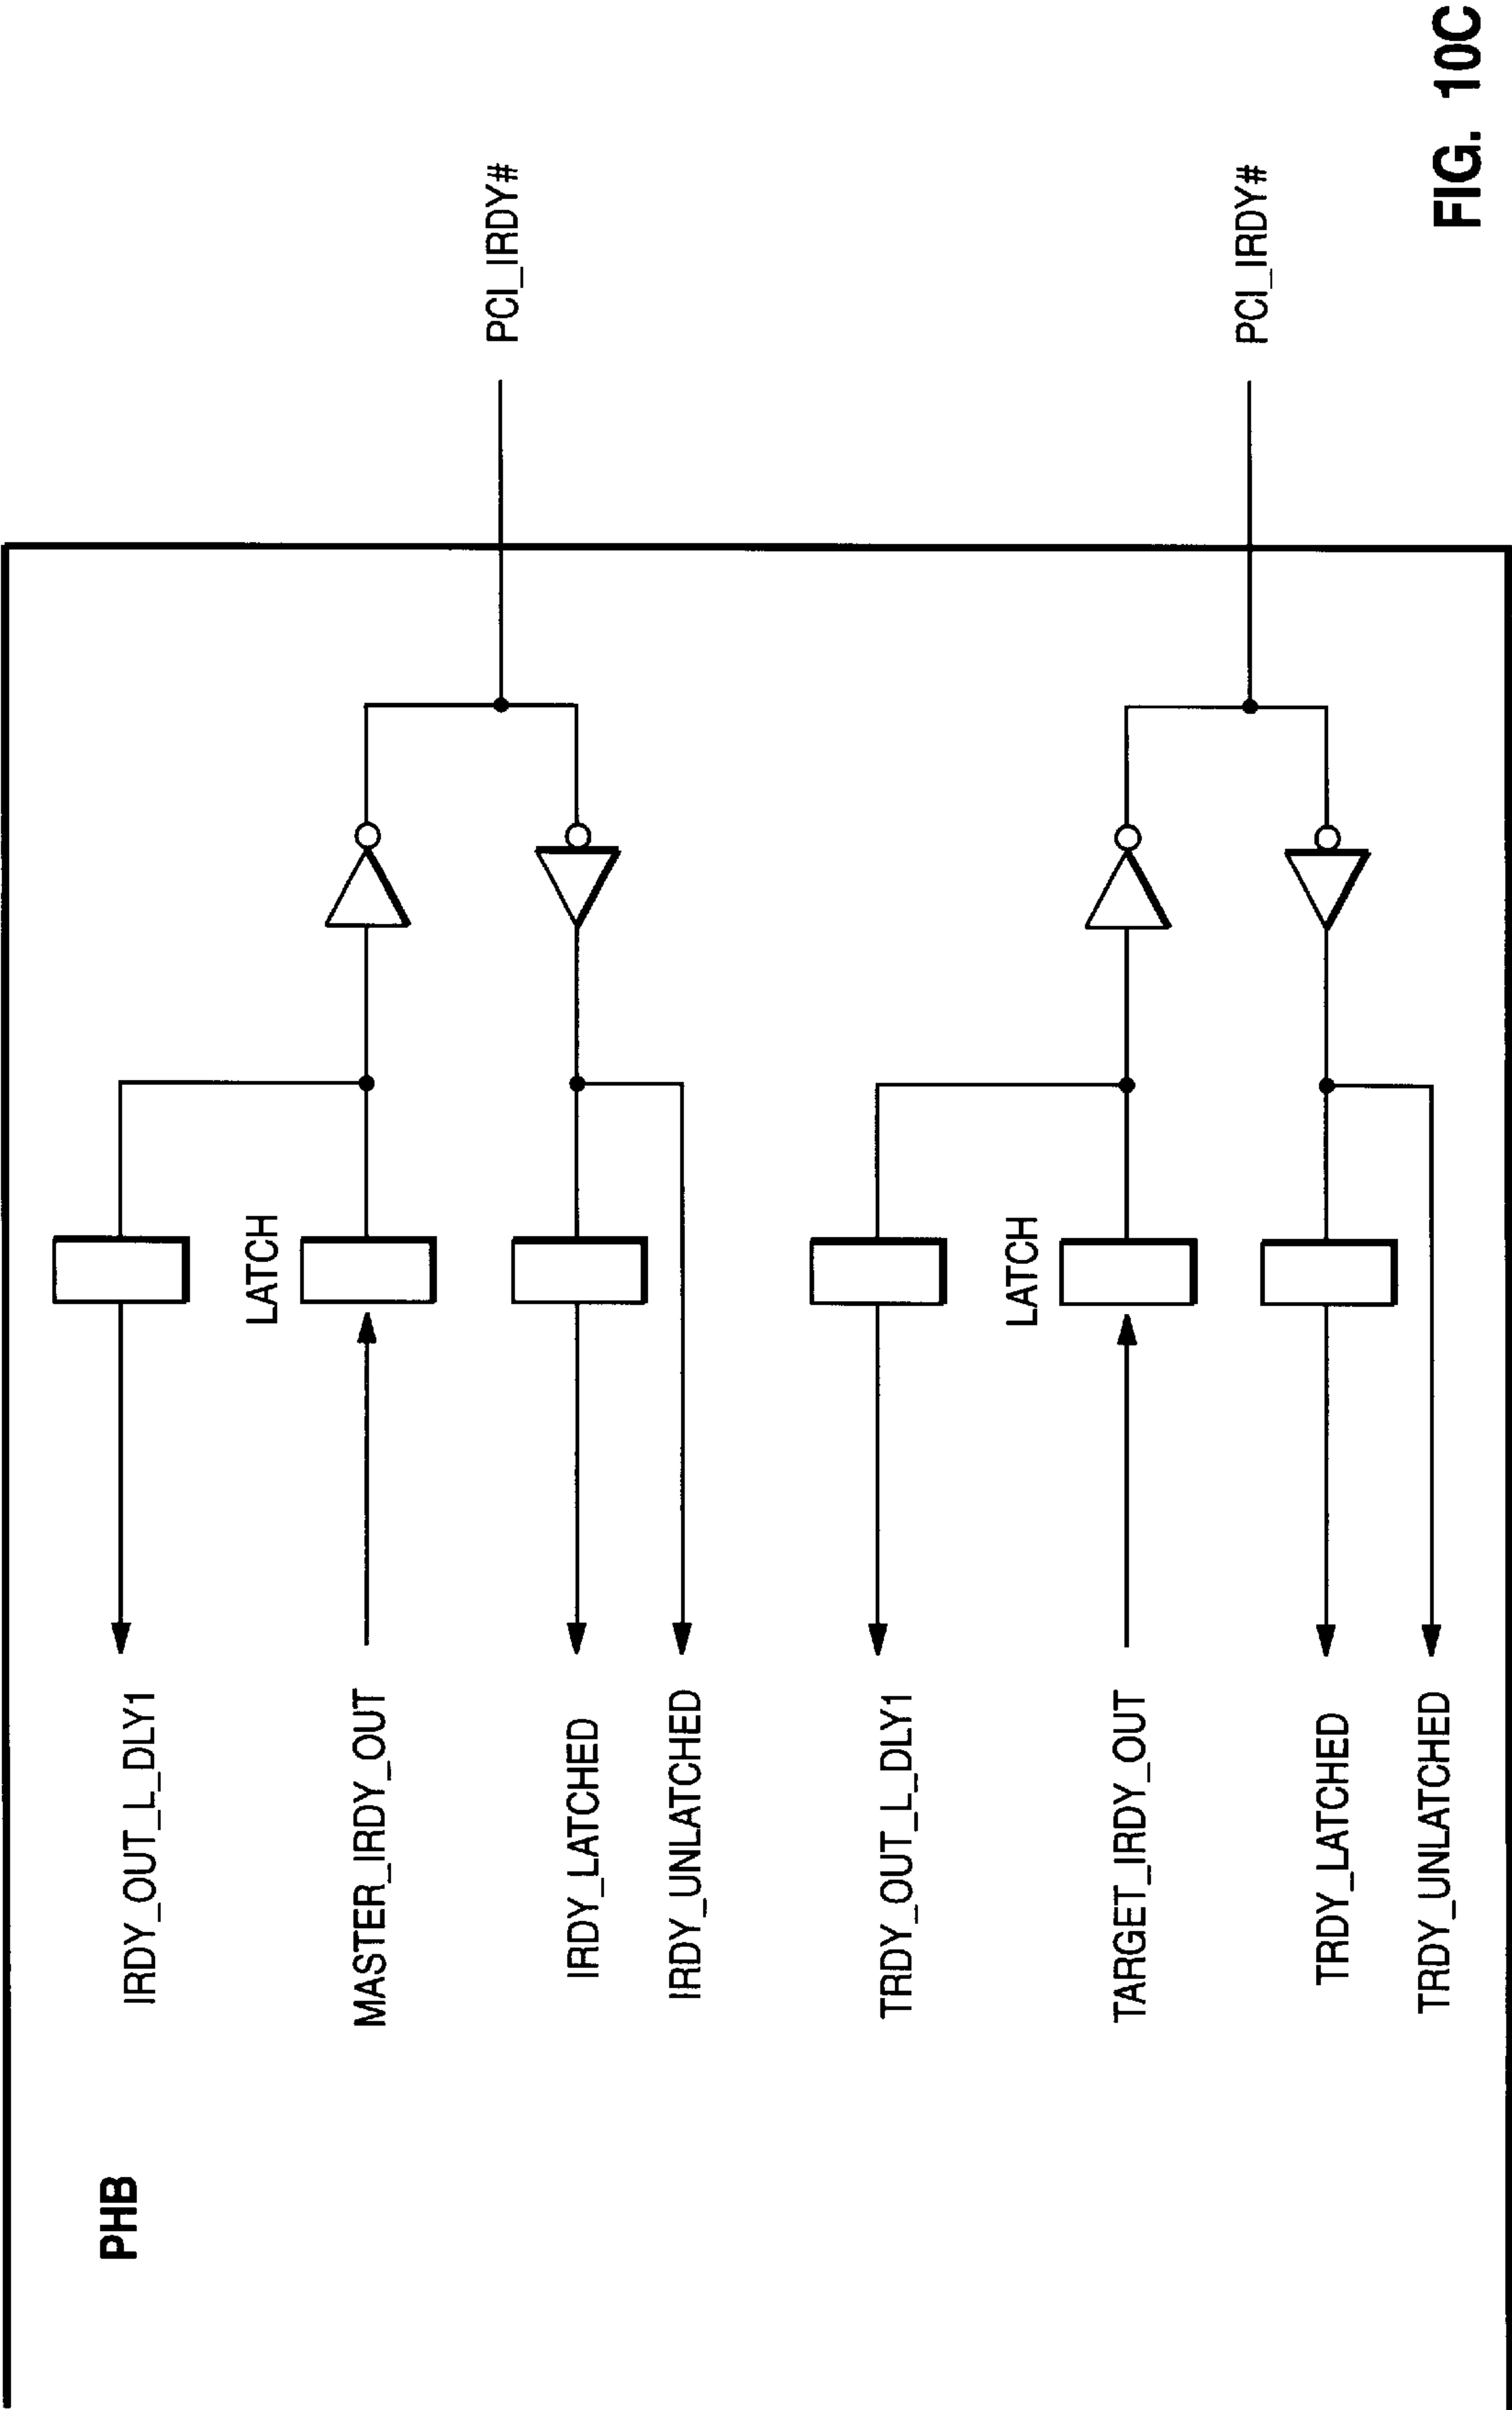 PHB
IRDY_OUT_L_DLY1
LATCH
MASTER_IRDY_OUT
PCI_IRDY#
IRDY_LATCHED
IRDY_UNLATCHED
TRDY_OUT_L_DLY1
LATCH
TARGET_IRDY_OUT
PCI_IRDY#
TRDY_LATCHED
TRDY_UNLATCHED
FIG. 10C